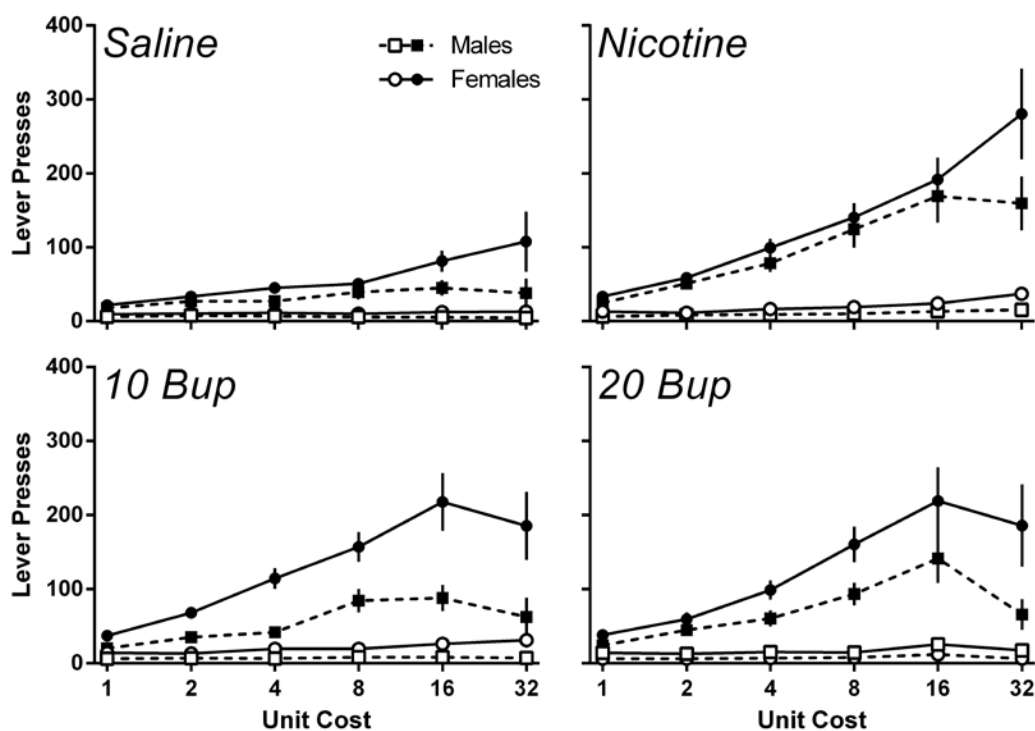 Saline
Males
Females
400
300
200
100
0
Lever Presses
Nicotine
10 Bup
400
300
200
100
0
Lever Presses
1 2 4 8 16 32
Unit Cost
20 Bup
1 2 4 8 16 32
Unit Cost